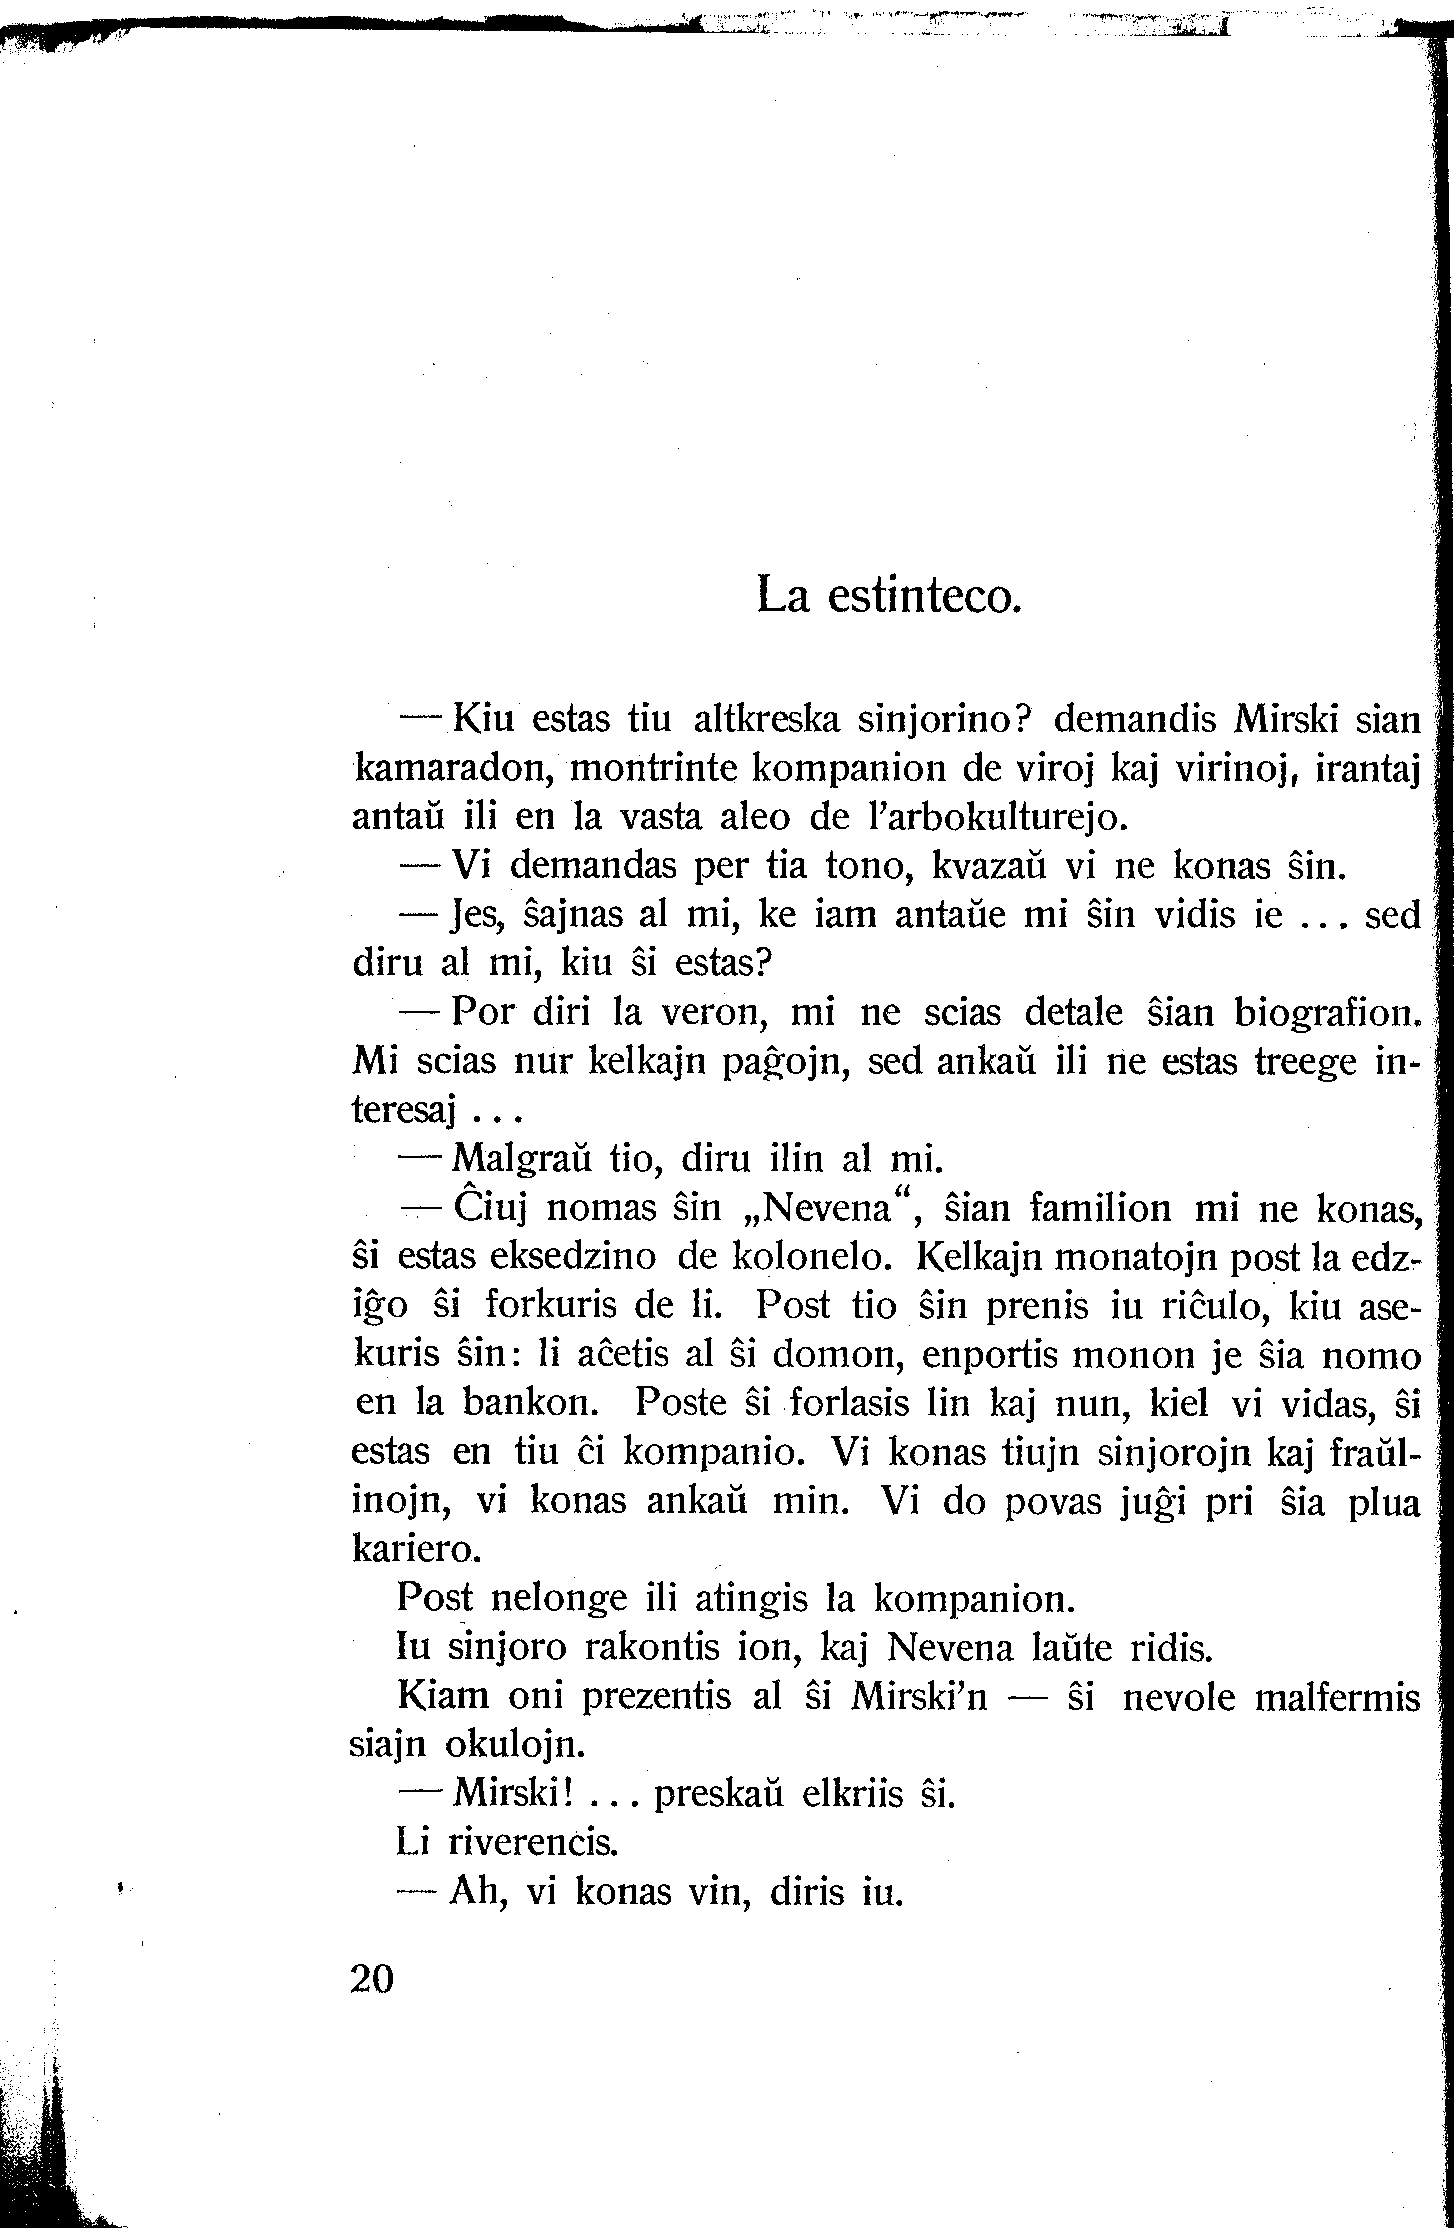 La estinteco.
— Kiu estas tiu altkreska sinjorino? demandis Mirski sian
kamaradon, montrinte kompanion de viroj kaj virinoj, irantaj
antaŭ ili en la vasta aleo de l'arbokulturejo.
— Vi demandas per tia tono, kvazaŭ vi ne konas ŝin.
— Jes, ŝajnas al mi, ke iam antaŭe mi ŝin vidis ie ... sed
diru al mi, kiu ŝi estas?
— Por diri la veron, mi ne scias detale ŝian biografion.
Mi scias nur kelkajn paĝojn, sed ankaŭ ili ne estas treege in-
teresaj ...
— Malgraŭ tio, diru ilin al mi.
— Ĉiuj nomas ŝin „Nevena“, ŝian familion mi ne konas,
ŝi estas eksedzino de kolonelo. Kelkajn monatojn post la edz-
iĝo ŝi forkuris de li. Post tio ŝin prenis iu riĉulo, kiu ase-
kuris ŝin: li aĉetis al ŝi domon, enportis monon je ŝia nomo
en la bankon. Poste ŝi forlasis lin kaj nun, kiel vi vidas, ŝi
estas en tiu ĉi kompanio. Vi konas tiujn sinjorojn kaj fraŭl-
inojn, vi konas ankaŭ min. Vi do povas juĝi pri ŝia plua
kariero.
Post nelonge ili atingis la kompanion.
Iu sinjoro rakontis ion, kaj Nevena laŭte ridis.
Kiam oni prezentis al ŝi Mirski'n — ŝi nevole malfermis
siajn okulojn.
— Mirski! ... preskaŭ elkriis ŝi.
Li riverencis.
— Ah, vi konas vin, diris iu.
20